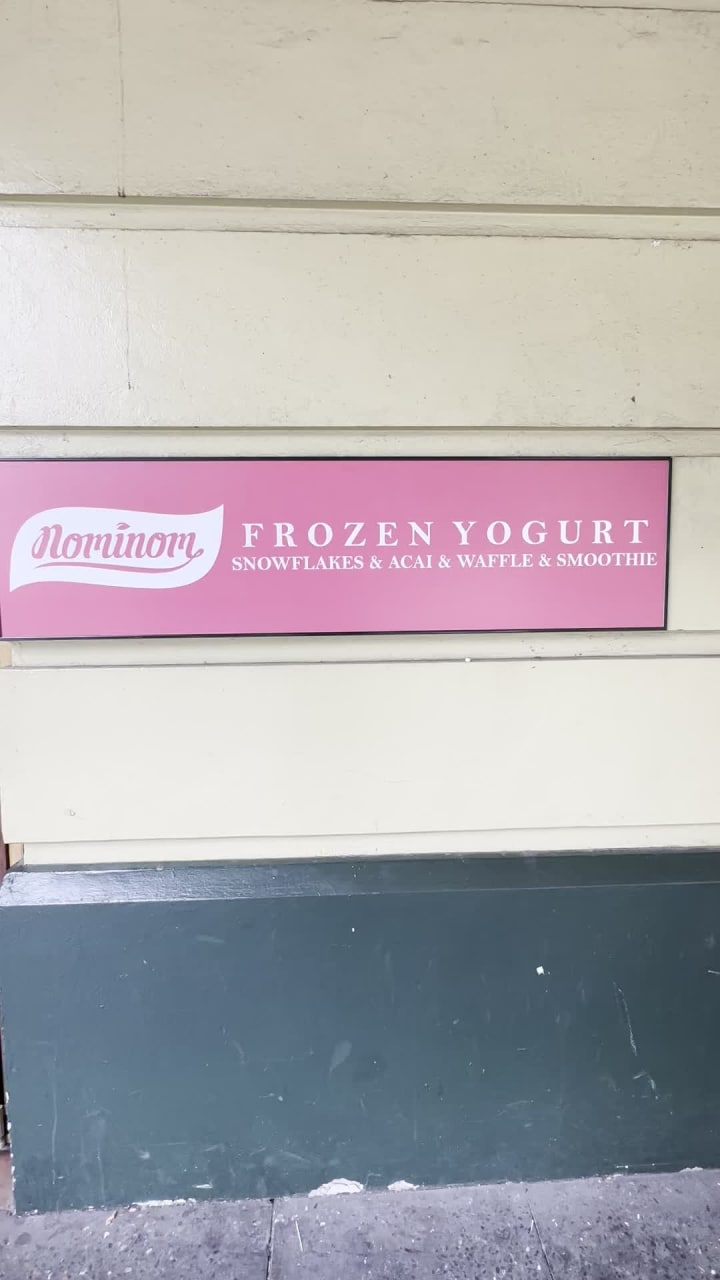 Nominom
FROZEN YOGURT
SNOWFLAKES & ACAI & WAFFLE & SMOOTHIE